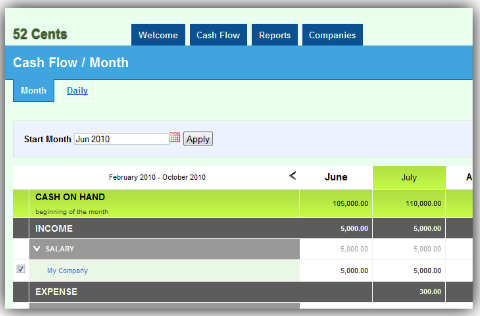 52 Cents
Welcome Cash Flow Reports Companies
Cash Flow / Month
Month Daily
Start Month Jun 2010 Apply
February 2010 - October 2010 < June July A
CASH ON HAND 105,000.00 110,000.00
beginning of the month
INCOME 5,000.00 5,000.00
SALARY 5,000.00 5,000.00
My Company 5,000.00 5,000.00
EXPENSE 300.00